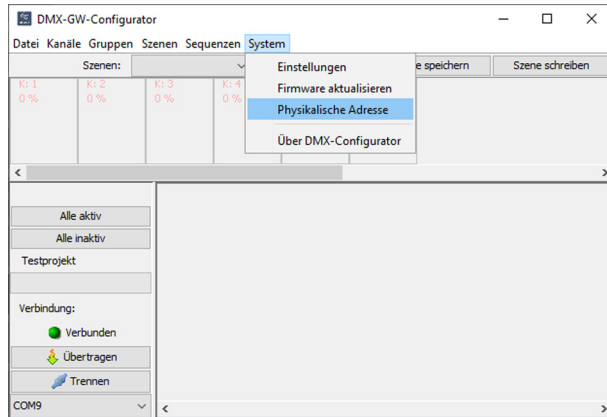 DMX-GW-Configurator
Datei Kanäle Gruppen Szenen Sequenzen System
Szenen:
e speichern
Szene schreiben
Einstellungen
Firmware aktualisieren
Physikalische Adresse
Über DMX-Configurator
K: 1 K: 2 K: 3 K: 4
0 % 0 % 0 % 0 %
Alle aktiv
Alle inaktiv
Testprojekt
Verbindung:
Verbunden
Übertragen
Trennen
COM9